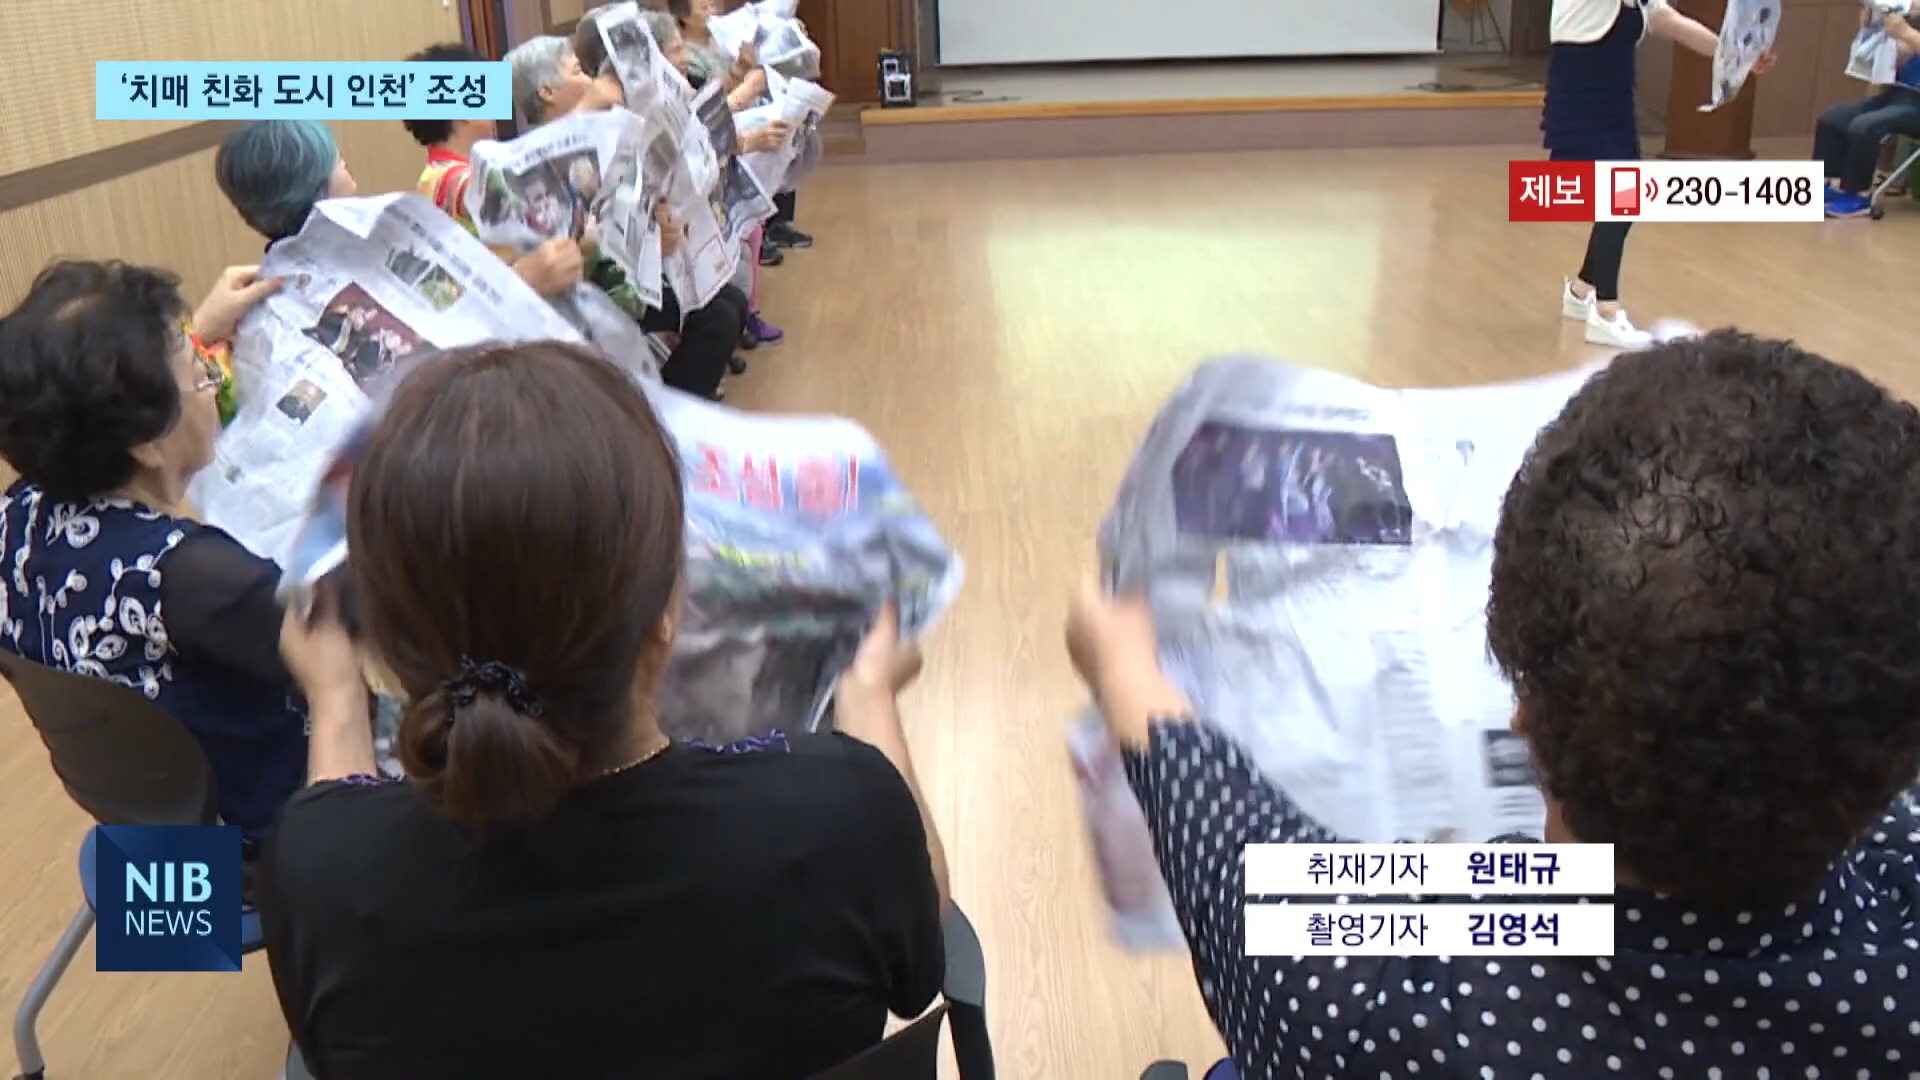 ‘치매 친화 도시 인천’ 조성
제보 230-1408
취재기자 원태규
촬영기자 김영석
NIB
NEWS